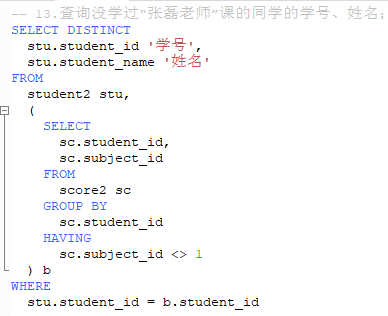 -- 13.查询没学过“张磊老师”课的同学的学号、姓名;
SELECT DISTINCT
stu.student_id '学号',
stu.student_name '姓名'
FROM
student2 stu,
(
SELECT
sc.student_id,
sc.subject_id
FROM
score2 sc
GROUP BY
sc.student_id
HAVING
sc.subject_id <> 1
) b
WHERE
stu.student_id = b.student_id